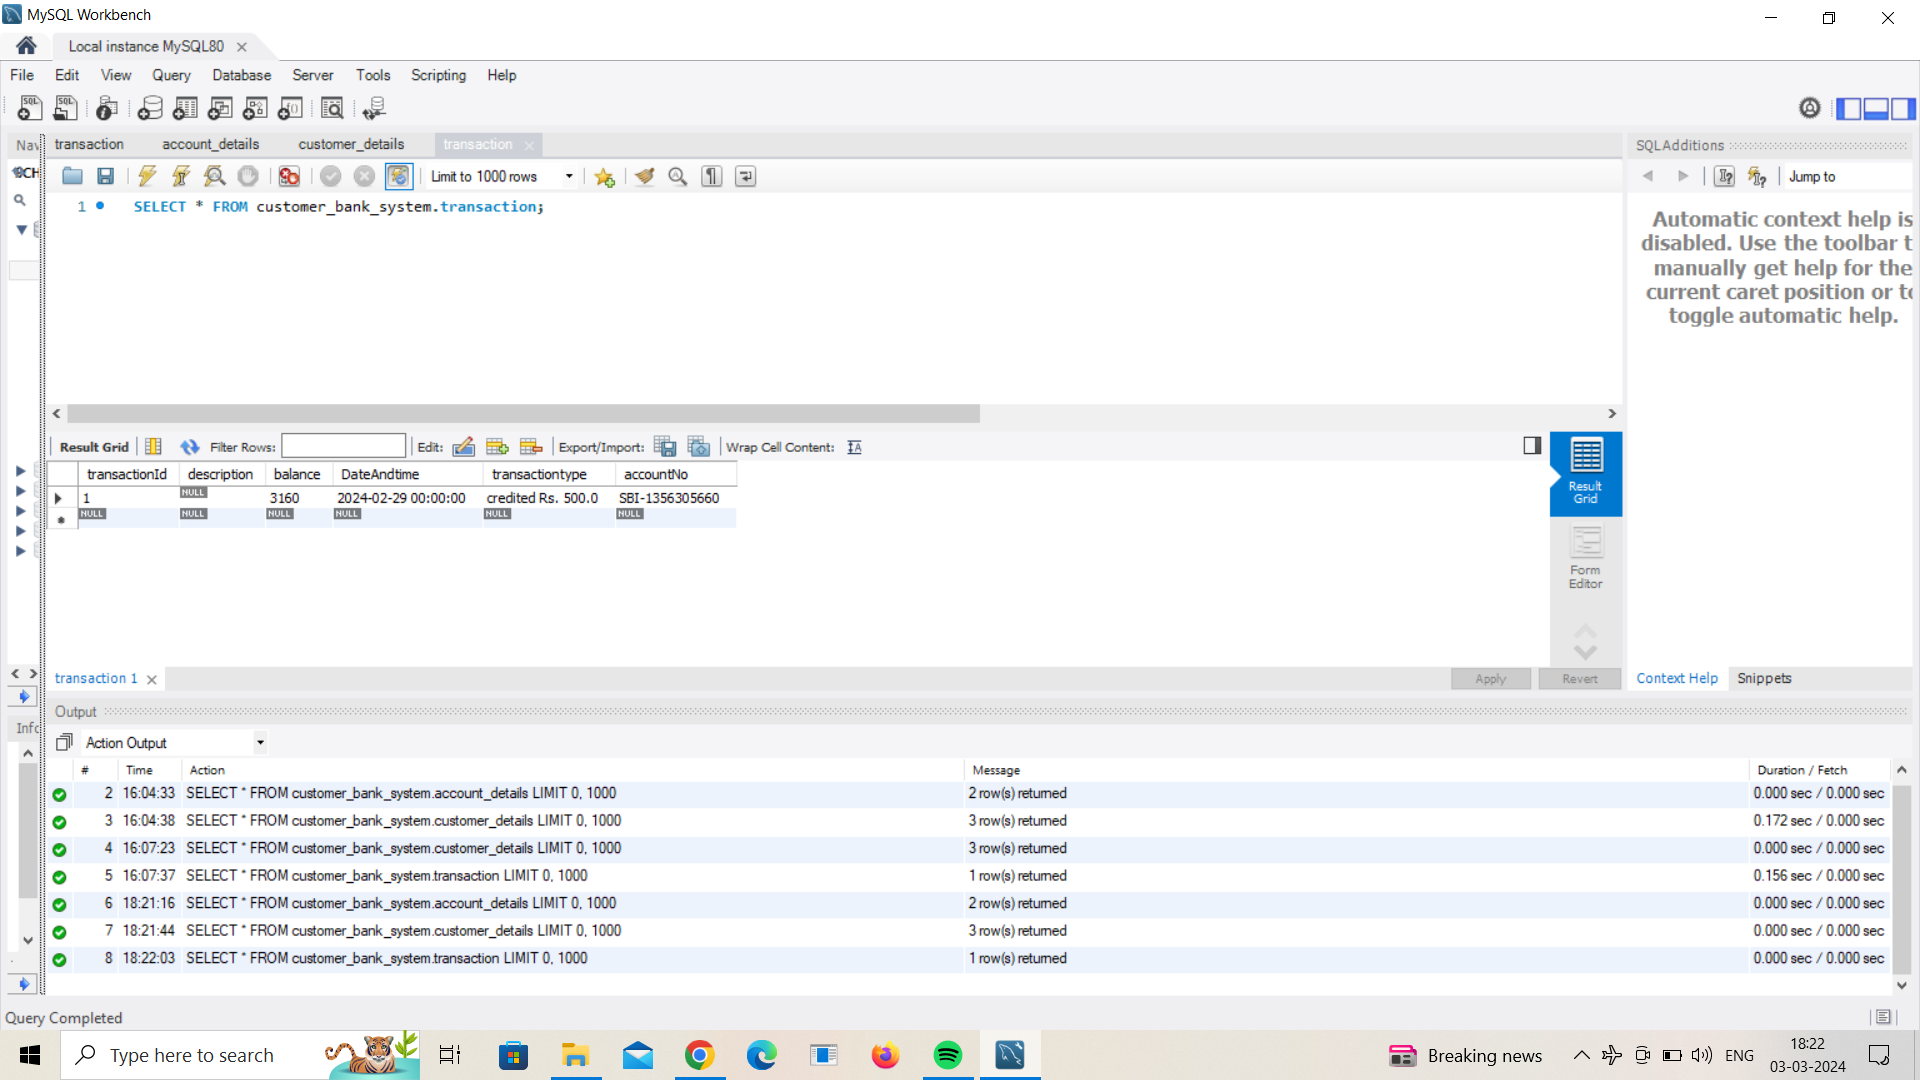 MySQL Workbench
Local instance MySQL80
File Edit View Query Database Server Tools Scripting Help
Nav
transaction account_details customer_details transaction
SQLAdditions
SCH
Limit to 1000 rows
Jump to
1 SELECT * FROM customer_bank_system.transaction;
Automatic context help is
disabled. Use the toolbar t
manually get help for the
current caret position or to
toggle automatic help.
Result Grid Filter Rows: Edit: Export/Import: Wrap Cell Content:
transactionId description balance DateAndtime transactiontype accountNo
1 NULL 3160 2024-02-29 00:00:00 credited Rs. 500.0 SBI-1356305660
NULL NULL NULL NULL NULL NULL
Result
Grid
Form
Editor
transaction 1
Apply Revert
Context Help Snippets
Output
Info
Action Output
# Time Action Message Duration / Fetch
2 16:04:33 SELECT * FROM customer_bank_system.account_details LIMIT 0, 1000 2 row(s) returned 0.000 sec / 0.000 sec
3 16:04:38 SELECT * FROM customer_bank_system.customer_details LIMIT 0, 1000 3 row(s) returned 0.172 sec / 0.000 sec
4 16:07:23 SELECT * FROM customer_bank_system.customer_details LIMIT 0, 1000 3 row(s) returned 0.000 sec / 0.000 sec
5 16:07:37 SELECT * FROM customer_bank_system.transaction LIMIT 0, 1000 1 row(s) returned 0.156 sec / 0.000 sec
6 18:21:16 SELECT * FROM customer_bank_system.account_details LIMIT 0, 1000 2 row(s) returned 0.000 sec / 0.000 sec
7 18:21:44 SELECT * FROM customer_bank_system.customer_details LIMIT 0, 1000 3 row(s) returned 0.000 sec / 0.000 sec
8 18:22:03 SELECT * FROM customer_bank_system.transaction LIMIT 0, 1000 1 row(s) returned 0.000 sec / 0.000 sec
Query Completed
Type here to search
Breaking news
ENG
18:22
03-03-2024